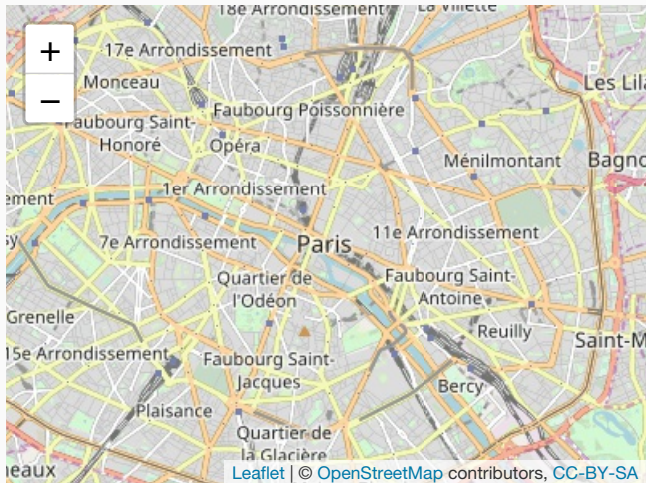 18e Arrondissement
La Villette
+
17e Arrondissement
Monceau
Les Lila
−
Faubourg Poissonnière
Faubourg Saint-
Honoré
Opéra
Ménilmontant
Bagno
1er Arrondissement
ement
7e Arrondissement
Paris
11e Arrondissement
sy
Quartier de
l'Odéon
Faubourg Saint-
Antoine
Grenelle
Reuilly
Saint-M
15e Arrondissement
Faubourg Saint-
Jacques
Bercy
Plaisance
Quartier de
la Glacière
neaux
Leaflet | © OpenStreetMap contributors, CC-BY-SA